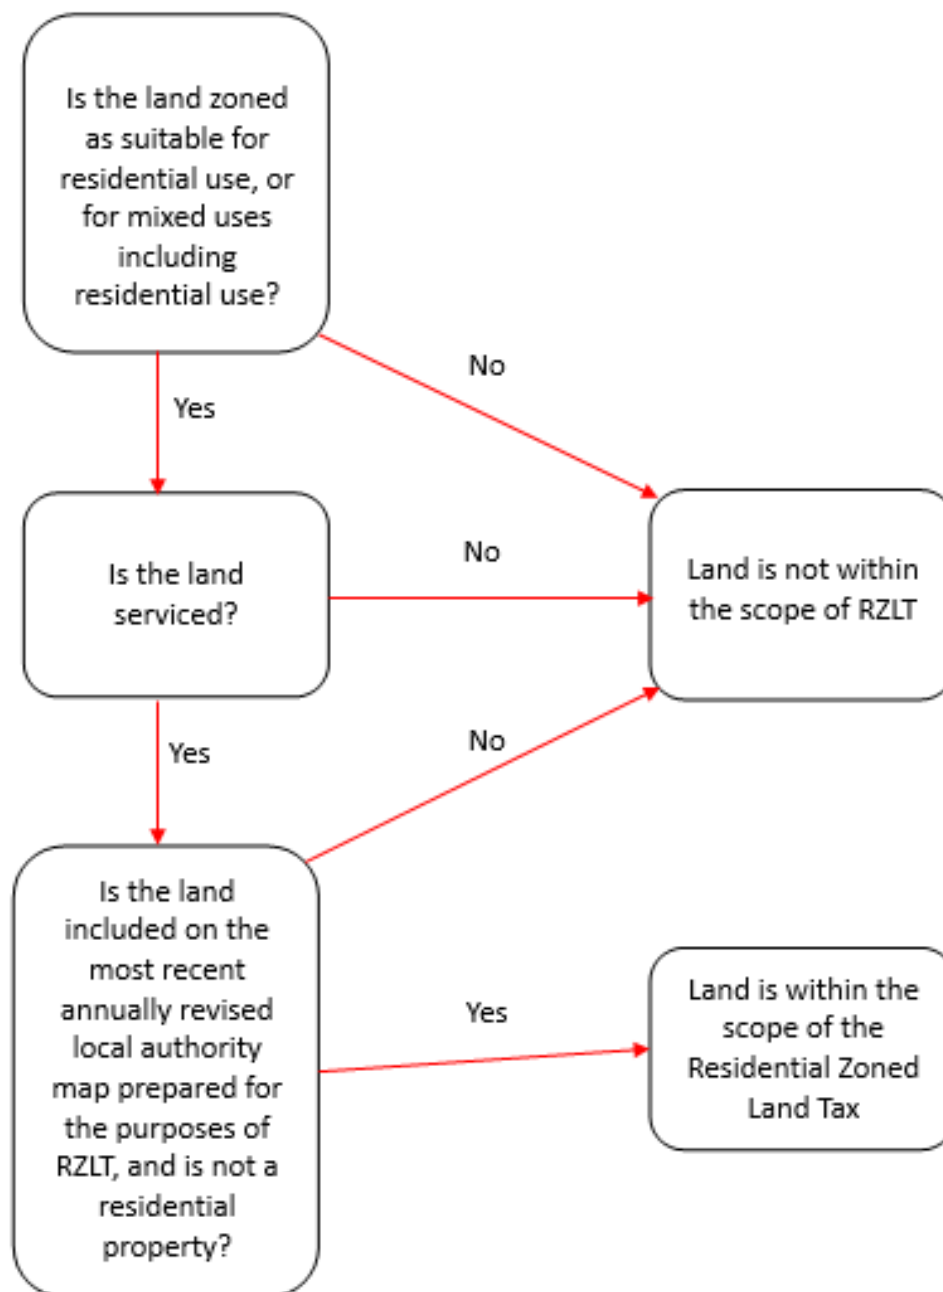 Is the land zoned
as suitable for
residential use, or
for mixed uses
including
residential use?
No
Yes
Is the land
serviced?
No
Land is not within
the scope of RZLT
Yes
No
Is the land
included on the
most recent
annually revised
local authority
map prepared for
the purposes of
RZLT, and is not a
residential
property?
Yes
Land is within the
scope of the
Residential Zoned
Land Tax